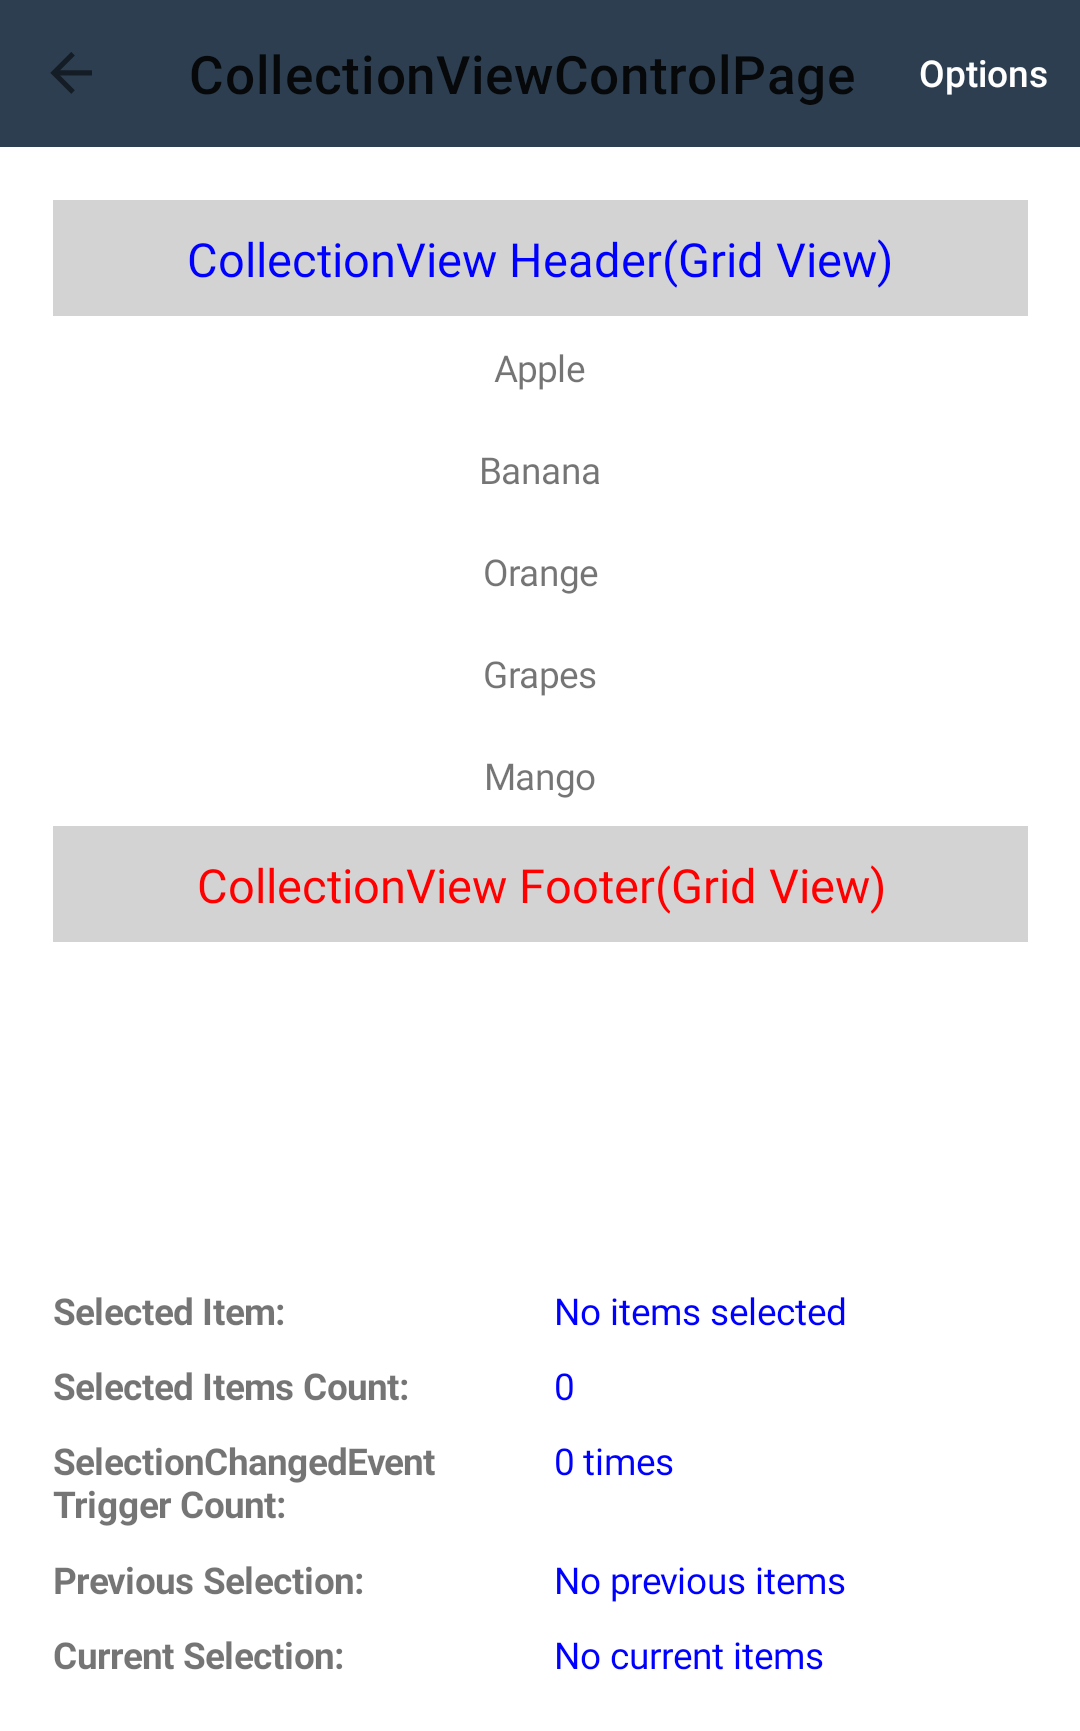 CollectionViewControlPage
Options
CollectionView Header(Grid View)
Apple
Banana
Orange
Grapes
Mango
CollectionView Footer(Grid View)
Selected Item: No items selected
Selected Items Count: 0
SelectionChangedEvent 0 times
Trigger Count:
Previous Selection: No previous items
Current Selection: No current items